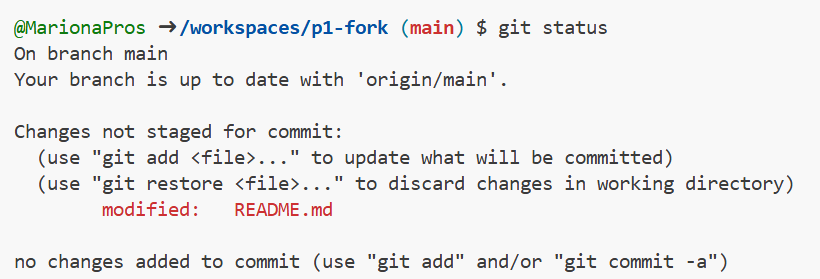 @MarionaPros ➜/workspaces/p1-fork (main) $ git status
On branch main
Your branch is up to date with 'origin/main'.
Changes not staged for commit:
  (use "git add <file>..." to update what will be committed)
  (use "git restore <file>..." to discard changes in working directory)
        modified:   README.md
no changes added to commit (use "git add" and/or "git commit -a")